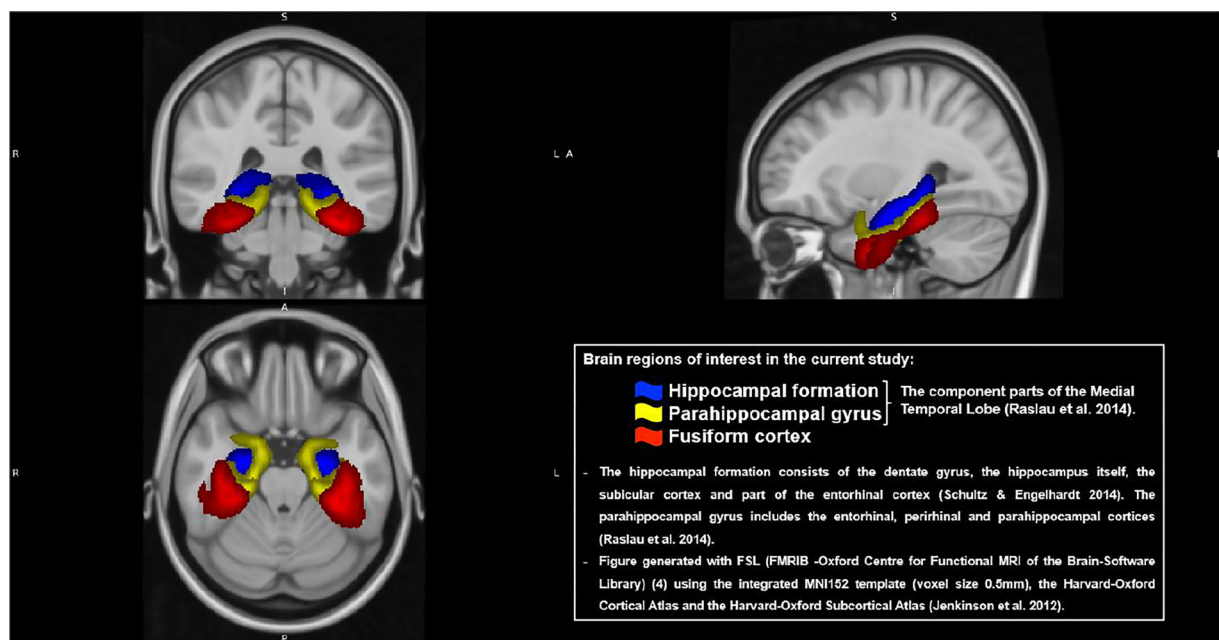 S
S
R
L
A
I
I
A
Brain regions of interest in the current study:
Hippocampal formation
Parahippocampal gyrus
The component parts of the Medial
Temporal Lobe (Raslau et al. 2014).
Fusiform cortex
R
L
- The hippocampal formation consists of the dentate gyrus, the hippocampus itself, the
subicular cortex and part of the entorhinal cortex (Schultz & Engelhardt 2014). The
parahippocampal gyrus includes the entorhinal, perirhinal and parahippocampal cortices
(Raslau et al. 2014).
- Figure generated with FSL (FMRIB -Oxford Centre for Functional MRI of the Brain-Software
Library) (4) using the integrated MNI152 template (voxel size 0.5mm), the Harvard-Oxford
Cortical Atlas and the Harvard-Oxford Subcortical Atlas (Jenkinson et al. 2012).